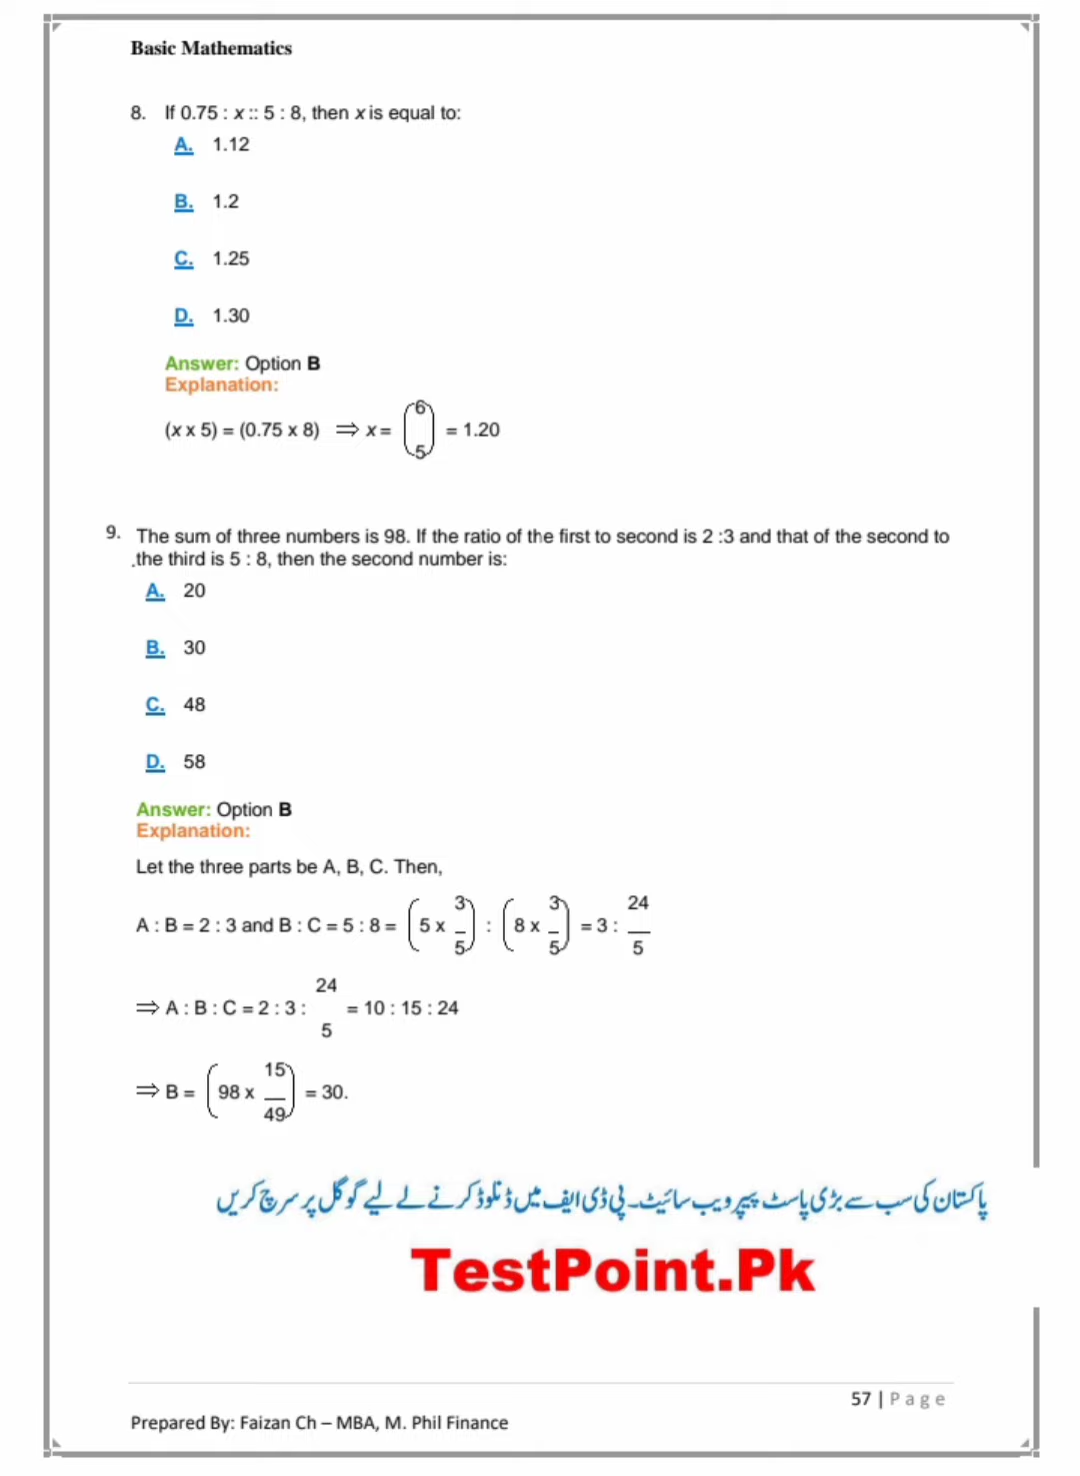 Basic Mathematics
8. If 0.75 : x :: 5 : 8, then x is equal to:
A. 1.12
B. 1.2
C. 1.25
D. 1.30
Answer: Option B
Explanation:
(x x 5) = (0.75 x 8) ⇒ x = (6/5) = 1.20
9. The sum of three numbers is 98. If the ratio of the first to second is 2 :3 and that of the second to
.the third is 5 : 8, then the second number is:
A. 20
B. 30
C. 48
D. 58
Answer: Option B
Explanation:
Let the three parts be A, B, C. Then,
A : B = 2 : 3 and B : C = 5 : 8 = (5 x 3/5) : (8 x 3/5) = 3 : 24/5
⇒ A : B : C = 2 : 3 : 24/5 = 10 : 15 : 24
⇒ B = (98 x 15/49) = 30.
پاکستان کی سب سے بڑی پاسٹ پیپر ویب سائیٹ۔ پی ڈی ایف میں ڈنلوڈ کرنے لے لیے گوگل پر سرچ کریں
TestPoint.Pk
57 | Page
Prepared By: Faizan Ch – MBA, M. Phil Finance